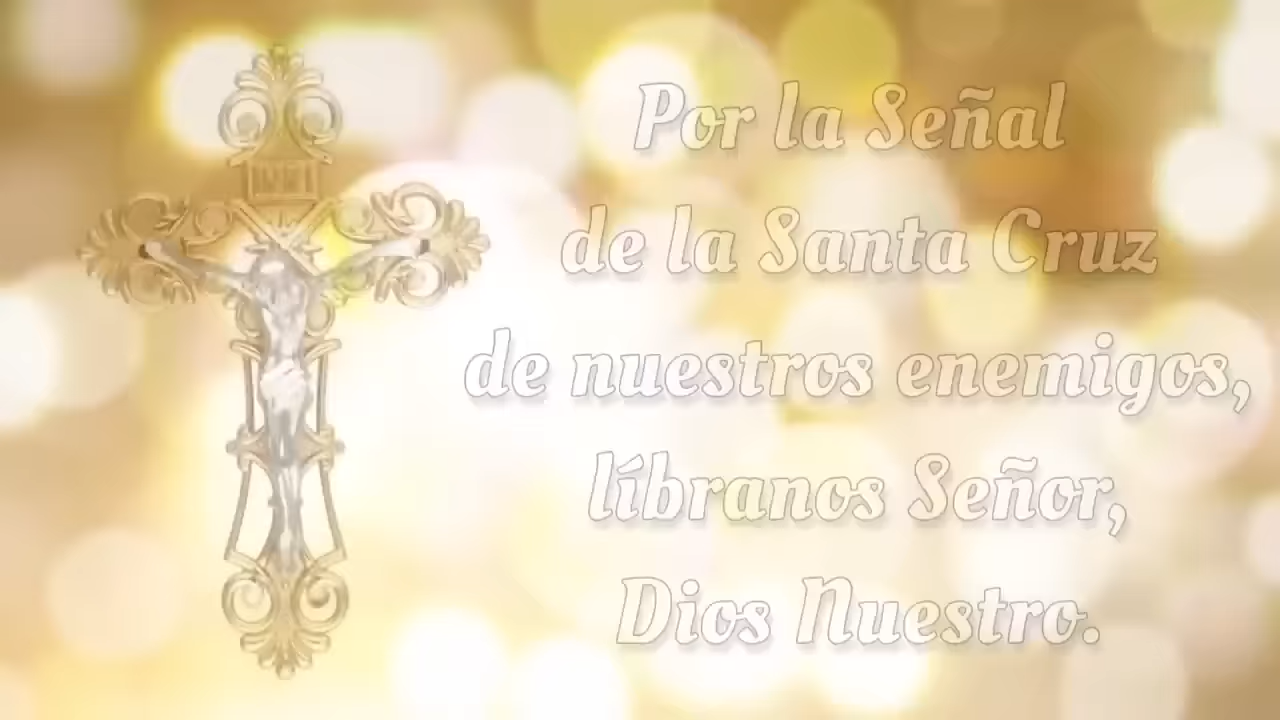 Por la Señal
de la Santa Cruz
de nuestros enemigos,
líbranos Señor,
Dios Nuestro.